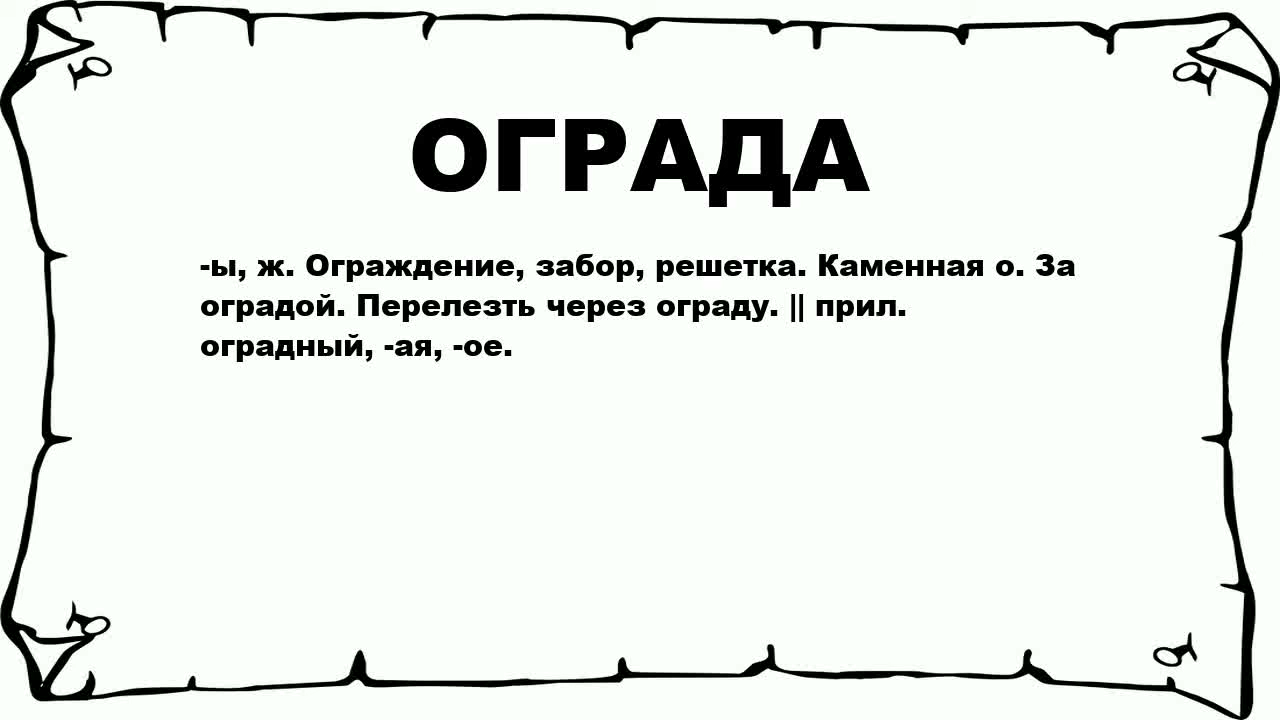 ОГРАДА
-ы, ж. Ограждение, забор, решетка. Каменная о. За
оградой. Перелезть через ограду. || прил.
оградный, -ая, -ое.